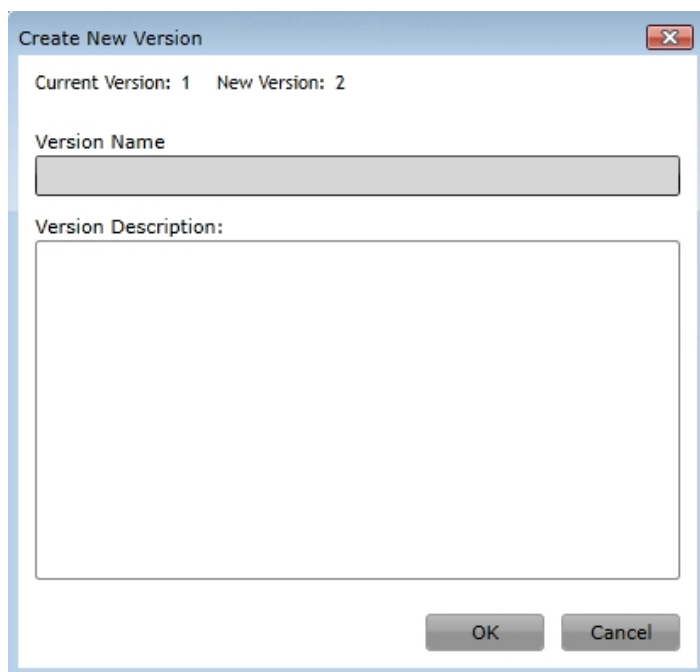 Create New Version
Current Version: 1 New Version: 2
Version Name
Version Description:
OK Cancel